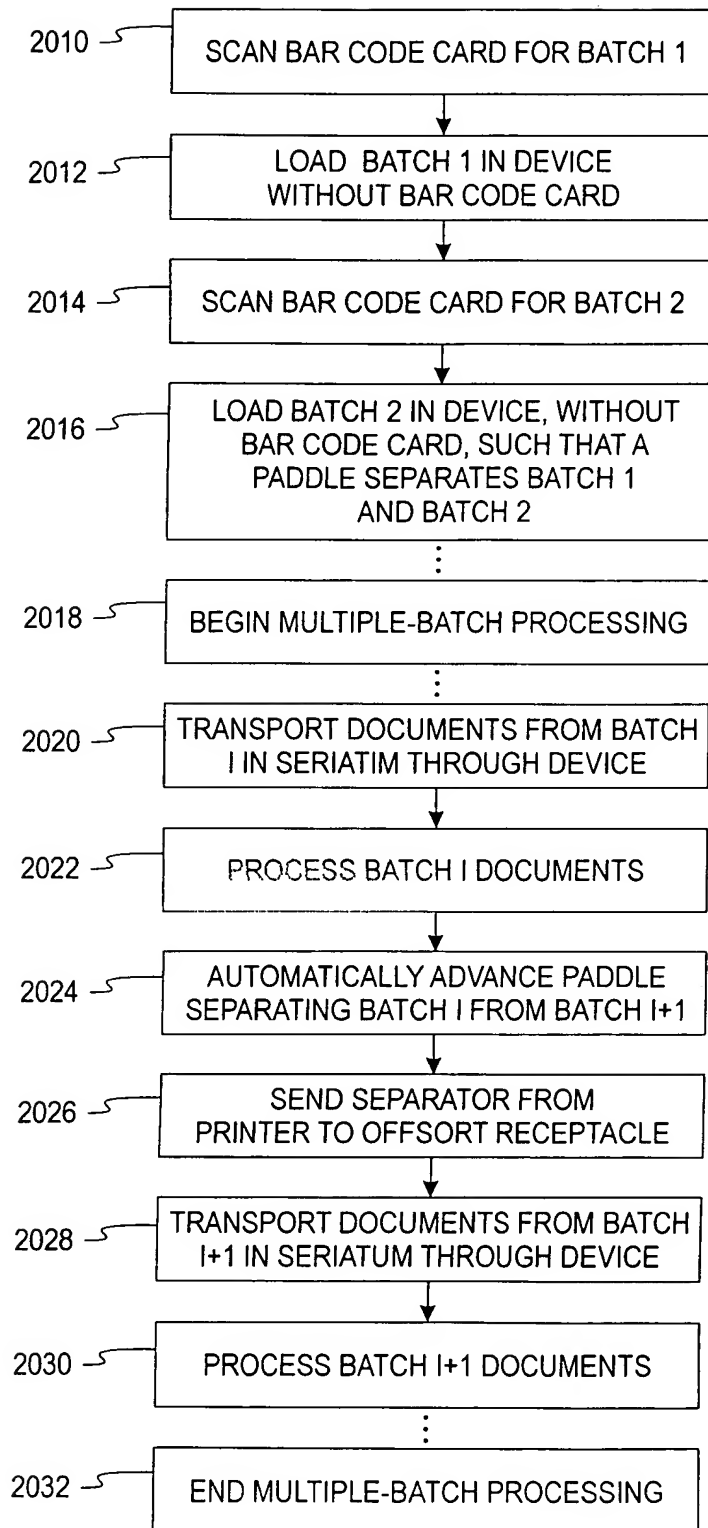 2010
SCAN BAR CODE CARD FOR BATCH 1
2012
LOAD BATCH 1 IN DEVICE
WITHOUT BAR CODE CARD
2014
SCAN BAR CODE CARD FOR BATCH 2
2016
LOAD BATCH 2 IN DEVICE, WITHOUT
BAR CODE CARD, SUCH THAT A
PADDLE SEPARATES BATCH 1
AND BATCH 2
2018
BEGIN MULTIPLE-BATCH PROCESSING
2020
TRANSPORT DOCUMENTS FROM BATCH
I IN SERIATIM THROUGH DEVICE
2022
PROCESS BATCH I DOCUMENTS
2024
AUTOMATICALLY ADVANCE PADDLE
SEPARATING BATCH I FROM BATCH I+1
2026
SEND SEPARATOR FROM
PRINTER TO OFFSORT RECEPTACLE
2028
TRANSPORT DOCUMENTS FROM BATCH
I+1 IN SERIATUM THROUGH DEVICE
2030
PROCESS BATCH I+1 DOCUMENTS
2032
END MULTIPLE-BATCH PROCESSING